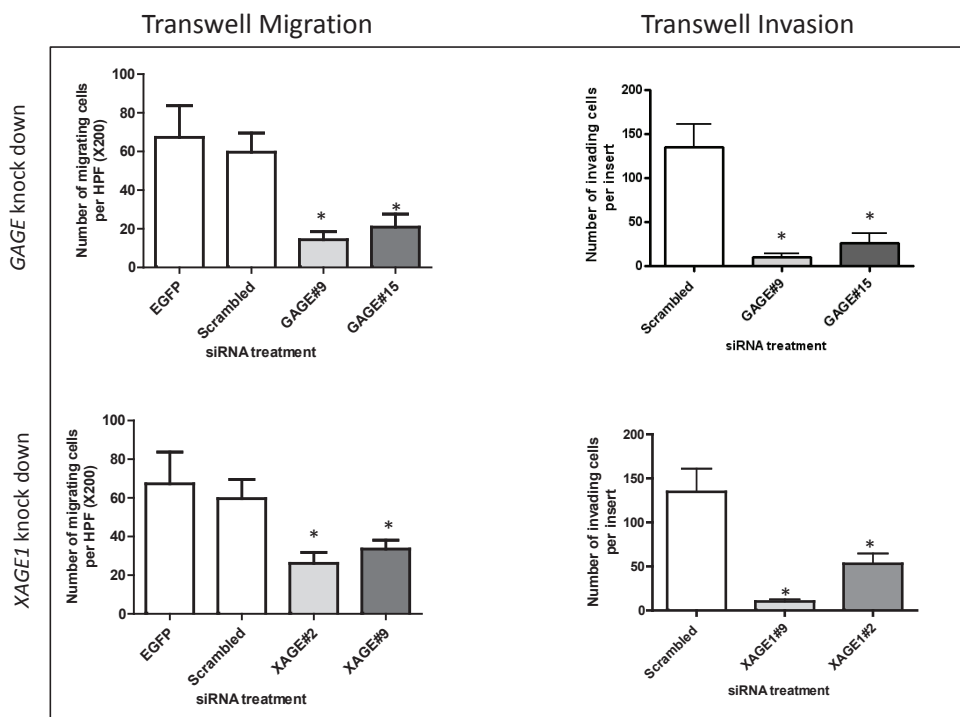 Transwell Migration
Transwell Invasion
GAGE knock down
Number of migrating cells
per HPF (X200)
100
80
60
40
20
0
*
*
EGFP
Scrambled
GAGE#9
GAGE#15
siRNA treatment
Number of invading cells
per insert
200
150
100
50
0
*
*
Scrambled
GAGE#9
GAGE#15
siRNA treatment
XAGE1 knock down
Number of migrating cells
per HPF (X200)
100
80
60
40
20
0
*
*
EGFP
Scrambled
XAGE#2
XAGE#9
siRNA treatment
Number of invading cells
per insert
200
150
100
50
0
*
*
Scrambled
XAGE1#9
XAGE1#2
siRNA treatment